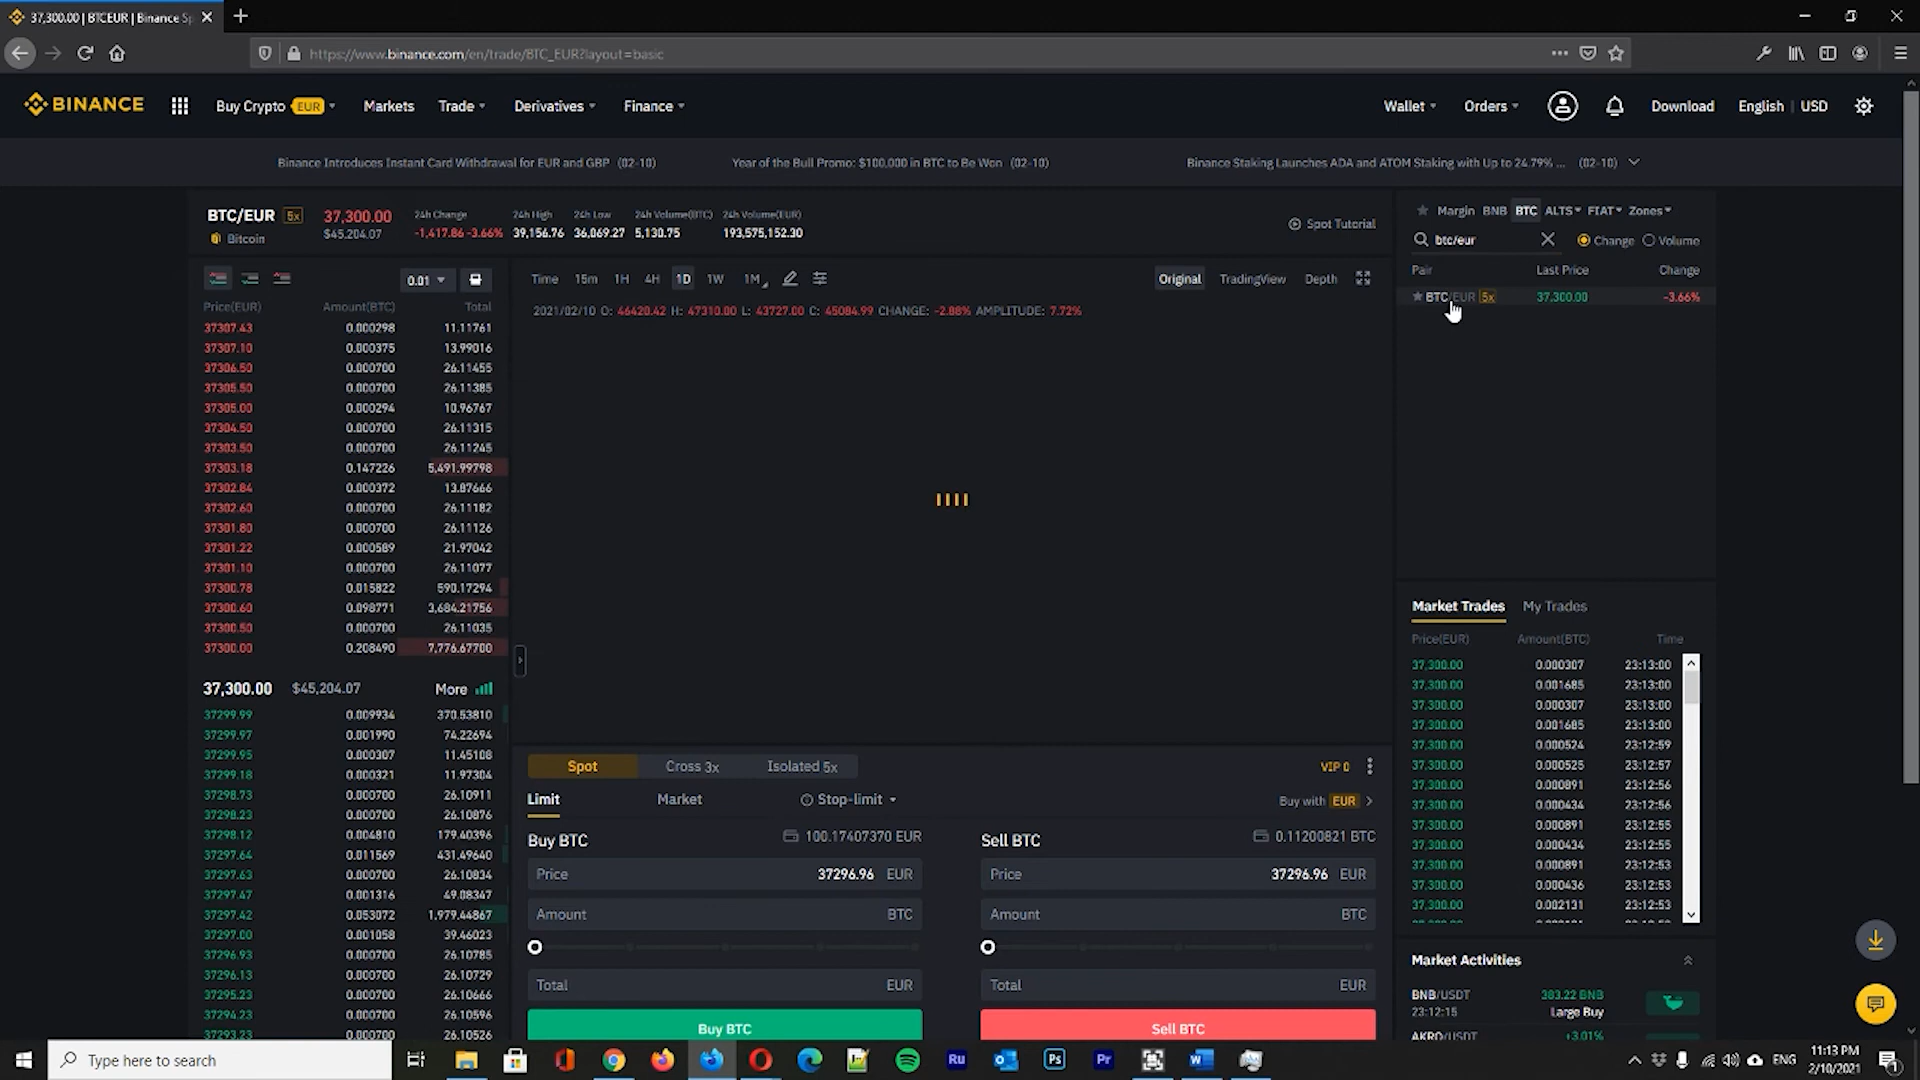 37,300.00 | BTCEUR | Binance Sp
https://www.binance.com/en/trade/BTC_EUR?layout=basic
BINANCE Buy Crypto EUR Markets Trade Derivatives Finance Wallet Orders Download English USD
Binance Introduces Instant Card Withdrawal for EUR and GBP (02-10) Year of the Bull Promo: $100,000 in BTC to Be Won (02-10) Binance Staking Launches ADA and ATOM Staking with Up to 24.79% ... (02-10)
BTC/EUR 5x 37,300.00 24h Change 24h High 24h Low 24h Volume(BTC) 24h Volume(EUR)
Bitcoin $45,204.07 -1,417.86 -3.66% 39,156.76 36,069.27 5,130.75 193,575,152.30
Spot Tutorial
0.01
Price(EUR) Amount(BTC) Total
37307.43 0.000298 11.11761
37307.10 0.000375 13.99016
37306.50 0.000700 26.11455
37305.50 0.000700 26.11385
37305.00 0.000294 10.96767
37304.50 0.000700 26.11315
37303.50 0.000700 26.11245
37303.18 0.147226 5,491.99798
37302.84 0.000372 13.87666
37302.60 0.000700 26.11182
37301.80 0.000700 26.11126
37301.22 0.000589 21.97042
37301.10 0.000700 26.11077
37300.78 0.015822 590.17294
37300.60 0.098771 3,684.21756
37300.50 0.000700 26.11035
37300.00 0.208490 7,776.67700
37,300.00 $45,204.07 More
37299.99 0.009934 370.53810
37299.97 0.001990 74.22694
37299.95 0.000307 11.45108
37299.18 0.000321 11.97304
37298.73 0.000700 26.10911
37298.23 0.000700 26.10876
37298.12 0.004810 179.40396
37297.64 0.011569 431.49640
37297.63 0.000700 26.10834
37297.47 0.001316 49.08347
37297.42 0.053072 1,979.44867
37297.00 0.001058 39.46023
37296.93 0.000700 26.10785
37296.13 0.000700 26.10729
37295.23 0.000700 26.10666
37294.23 0.000700 26.10596
37293.23 0.000700 26.10526
Time 15m 1H 4H 1D 1W 1M Original TradingView Depth
2021/02/10 O: 46420.42 H: 47310.00 L: 43727.00 C: 45084.99 CHANGE: -2.88% AMPLITUDE: 7.72%
Spot Cross 3x Isolated 5x VIP 0
Limit Market Stop-limit Buy with EUR
Buy BTC 100.17407370 EUR
Price 37296.96 EUR
Amount BTC
Total EUR
Buy BTC
Sell BTC 0.11200821 BTC
Price 37296.96 EUR
Amount BTC
Total EUR
Sell BTC
Margin BNB BTC ALTS FIAT Zones
btc/eur Change Volume
Pair Last Price Change
BTC/EUR 5x 37,300.00 -3.66%
Market Trades My Trades
Price(EUR) Amount(BTC) Time
37,300.00 0.000307 23:13:00
37,300.00 0.001685 23:13:00
37,300.00 0.000307 23:13:00
37,300.00 0.001685 23:13:00
37,300.00 0.000524 23:12:59
37,300.00 0.000525 23:12:57
37,300.00 0.000891 23:12:56
37,300.00 0.000434 23:12:56
37,300.00 0.000891 23:12:55
37,300.00 0.000434 23:12:55
37,300.00 0.000891 23:12:53
37,300.00 0.000436 23:12:53
37,300.00 0.002131 23:12:53
Market Activities
BNB/USDT 383.22 BNB
23:12:15 Large Buy
AKRO/USDT +3.01%
Type here to search
Ru
Ps
Pr
ENG
11:13 PM
2/10/2021